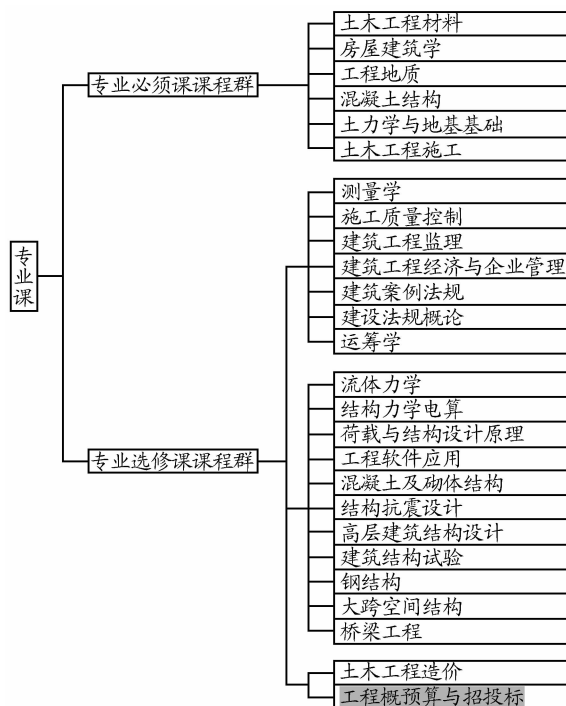 专业课
专业必须课课程群
土木工程材料
房屋建筑学
工程地质
混凝土结构
土力学与地基基础
土木工程施工
专业选修课课程群
测量学
施工质量控制
建筑工程监理
建筑工程经济与企业管理
建筑案例法规
建设法规概论
运筹学
流体力学
结构力学电算
荷载与结构设计原理
工程软件应用
混凝土及砌体结构
结构抗震设计
高层建筑结构设计
建筑结构试验
钢结构
大跨空间结构
桥梁工程
土木工程造价
工程概预算与招投标